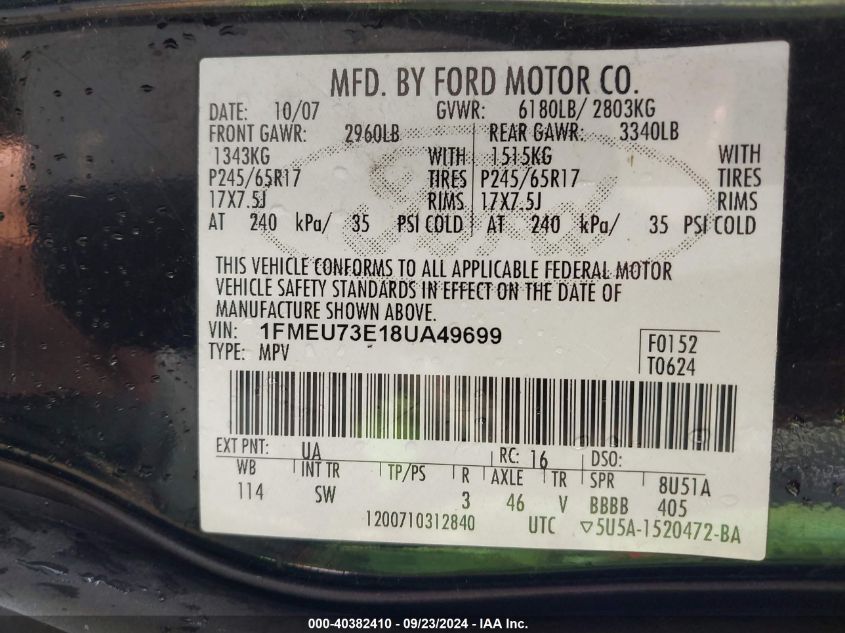 MFD. BY FORD MOTOR CO.
DATE: 10/07 GVWR: 6180LB/ 2803KG
FRONT GAWR: 2960LB REAR GAWR: 3340LB
1343KG WITH 1515KG WITH
P245/65R17 TIRES P245/65R17 TIRES
17X7.5J RIMS 17X7.5J RIMS
AT 240 kPa/ 35 PSI COLD AT 240 kPa/ 35 PSI COLD
THIS VEHICLE CONFORMS TO ALL APPLICABLE FEDERAL MOTOR
VEHICLE SAFETY STANDARDS IN EFFECT ON THE DATE OF
MANUFACTURE SHOWN ABOVE.
VIN: 1FMEU73E18UA49699 F0152
TYPE: MPV T0624
EXT PNT: UA RC: 16 DSO:
WB INT TR TP/PS R AXLE TR SPR 8U51A
114 SW 3 46 V BBBB 405
1200710312840 UTC ▽5U5A-1520472-BA
000-40382410 - 09/23/2024 - IAA Inc.